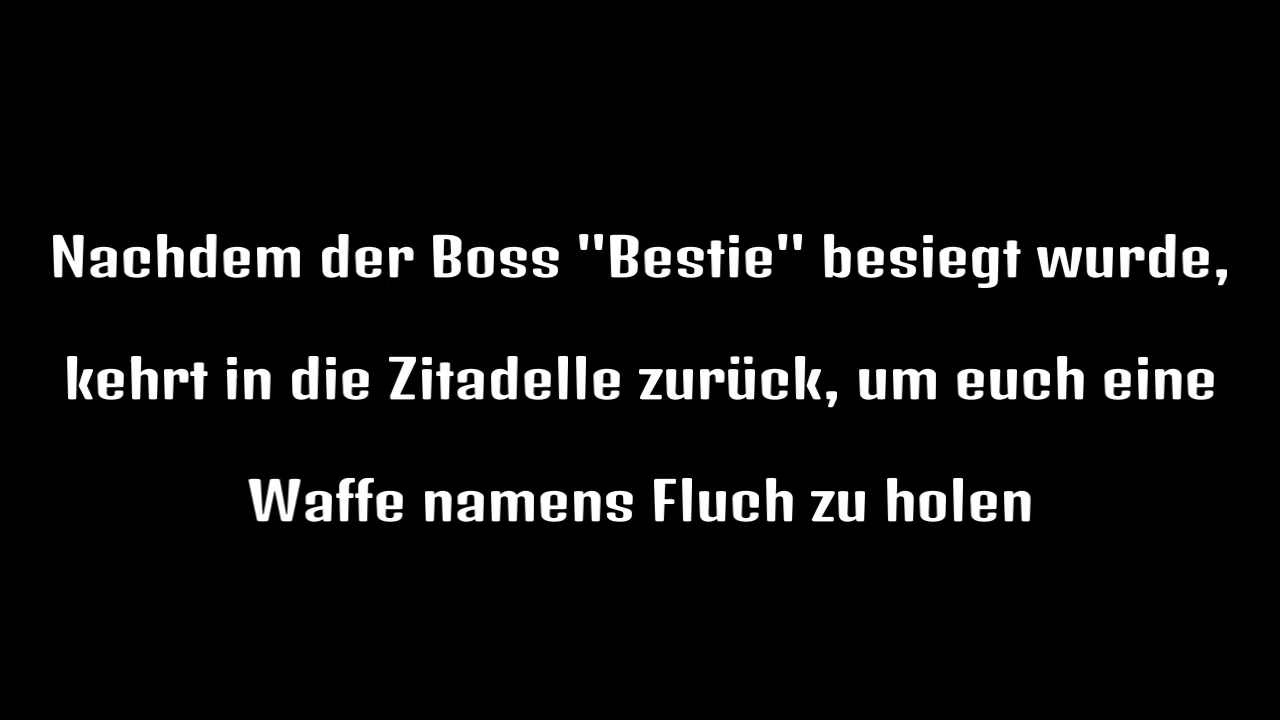 Nachdem der Boss "Bestie" besiegt wurde,
kehrt in die Zitadelle zurück, um euch eine
Waffe namens Fluch zu holen